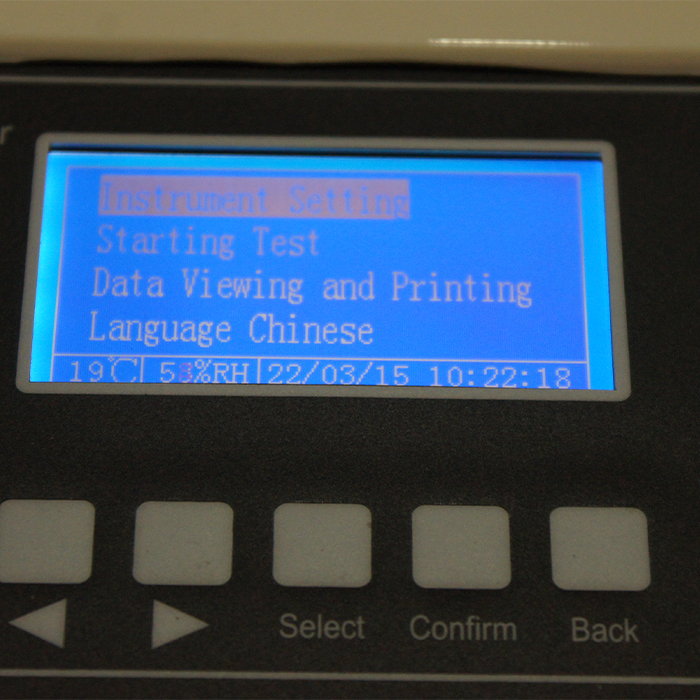 r
Instrument Setting
Starting Test
Data Viewing and Printing
Language Chinese
19℃ %RH 22/03/15 10:22:18
Select Confirm Back